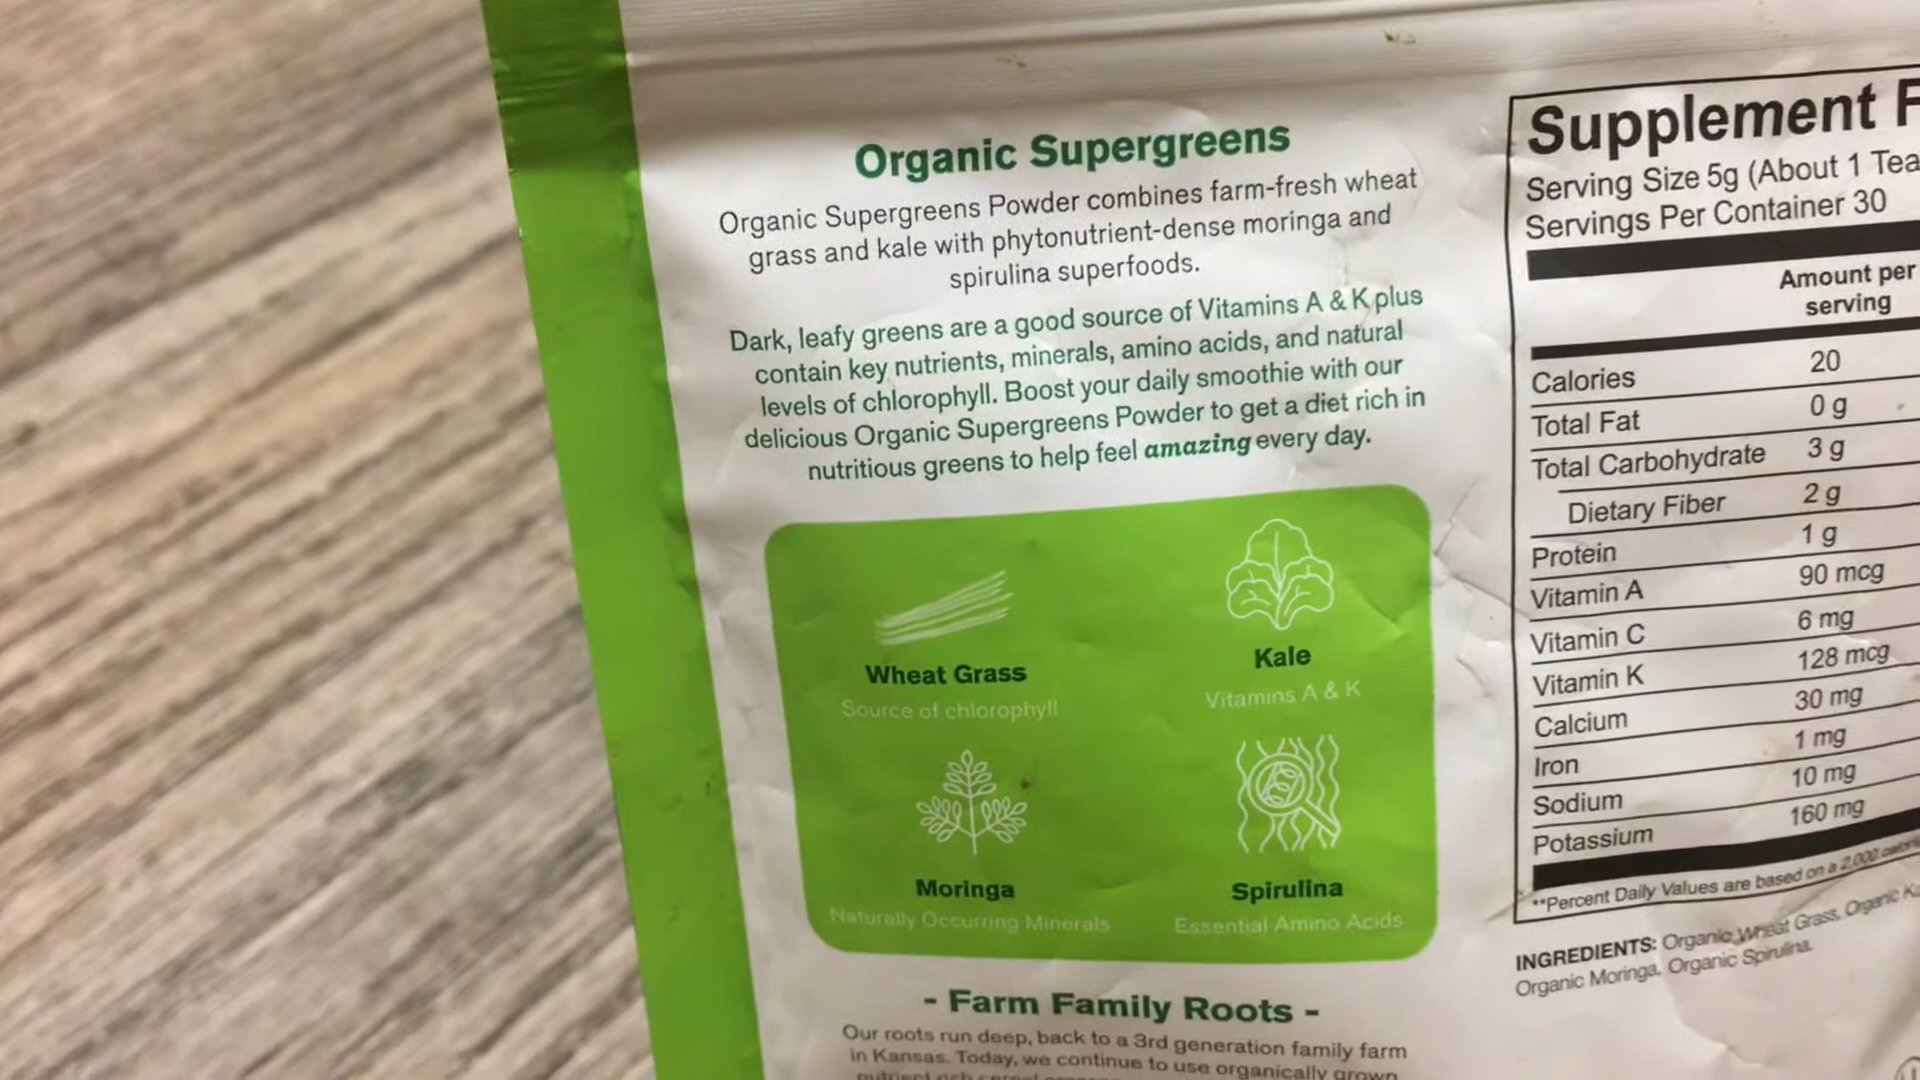 Organic Supergreens
Organic Supergreens Powder combines farm-fresh wheat
grass and kale with phytonutrient-dense moringa and
spirulina superfoods.
Dark, leafy greens are a good source of Vitamins A & K plus
contain key nutrients, minerals, amino acids, and natural
levels of chlorophyll. Boost your daily smoothie with our
delicious Organic Supergreens Powder to get a diet rich in
nutritious greens to help feel amazing every day.
Wheat Grass
Source of chlorophyll
Kale
Vitamins A & K
Moringa
Naturally Occurring Minerals
Spirulina
Essential Amino Acids
- Farm Family Roots -
Our roots run deep, back to a 3rd generation family farm
in Kansas. Today, we continue to use organically grown
Supplement F
Serving Size 5g (About 1 Tea
Servings Per Container 30
Amount per
serving
Calories 20
Total Fat 0 g
Total Carbohydrate 3 g
Dietary Fiber 2 g
Protein 1 g
Vitamin A 90 mcg
Vitamin C 6 mg
Vitamin K 128 mcg
Calcium 30 mg
Iron 1 mg
Sodium 10 mg
Potassium 160 mg
**Percent Daily Values are based on a 2,000
INGREDIENTS: Organic Wheat Grass, Organic Ka
Organic Moringa, Organic Spirulina.